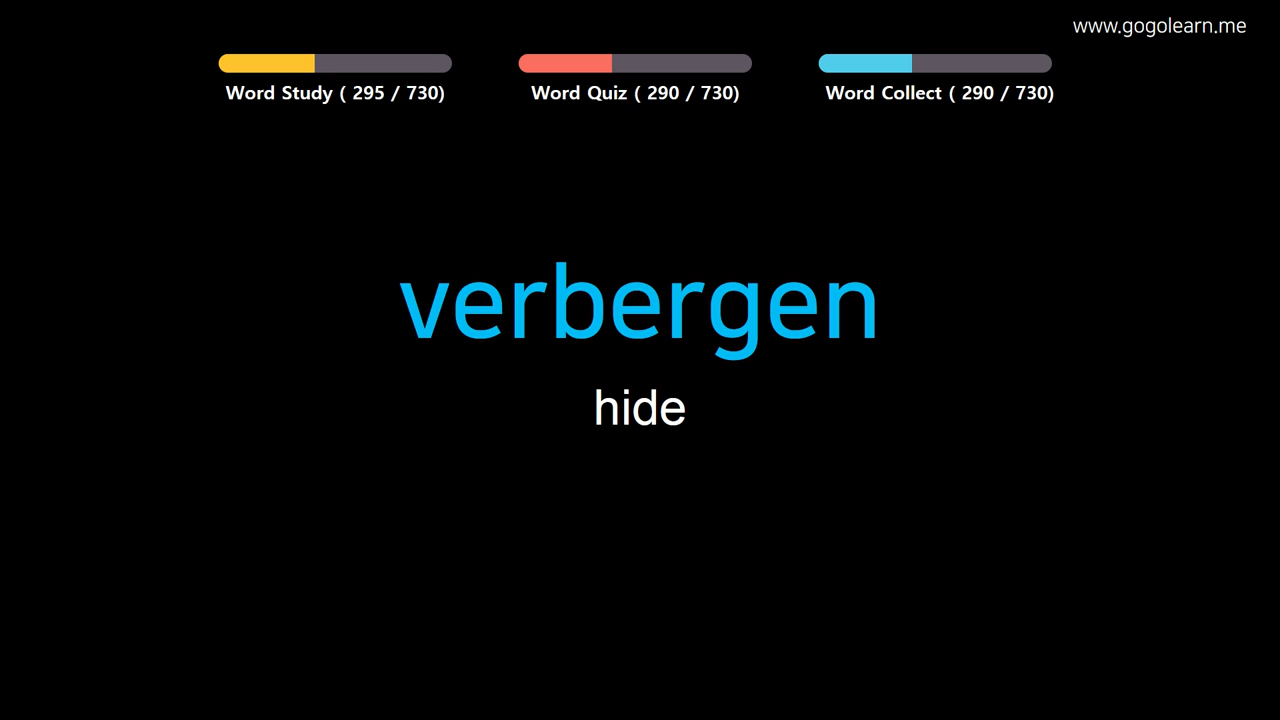 www.gogolearn.me
Word Study ( 295 / 730)
Word Quiz ( 290 / 730)
Word Collect ( 290 / 730)
verbergen
hide